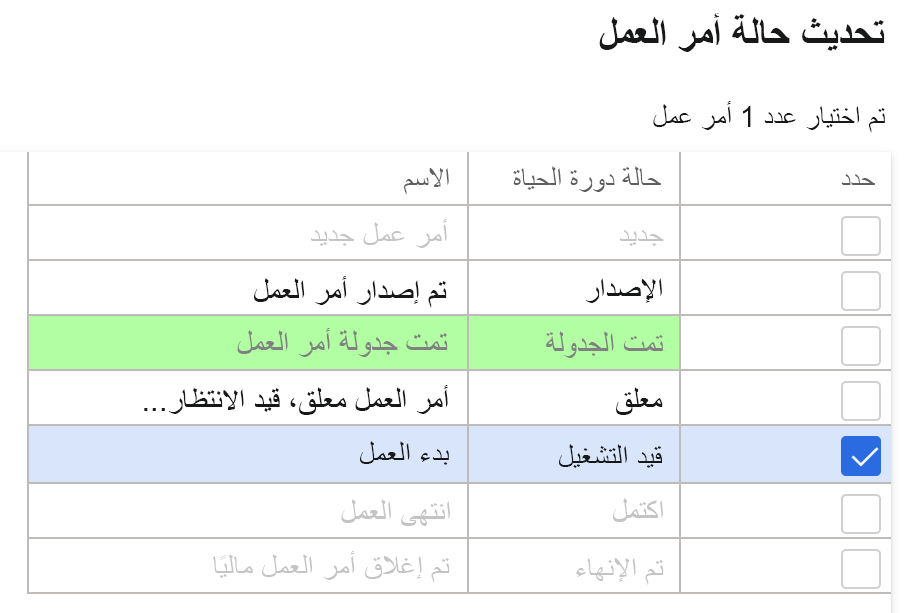 تحديث حالة أمر العمل
تم اختيار عدد 1 أمر عمل
حدد حالة دورة الحياة الاسم
جديد أمر عمل جديد
الإصدار تم إصدار أمر العمل
تمت الجدولة تمت جدولة أمر العمل
معلق أمر العمل معلق، قيد الانتظار...
قيد التشغيل بدء العمل
اكتمل انتهى العمل
تم الإنهاء تم إغلاق أمر العمل ماليًا